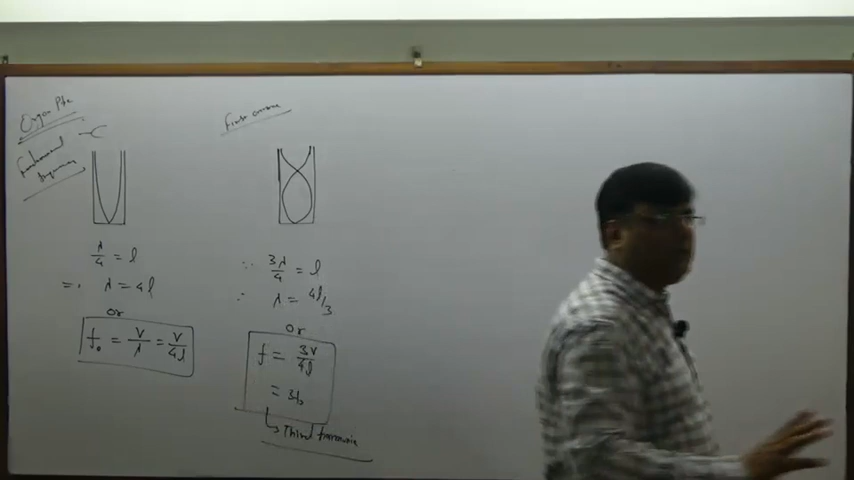 Organ Pipe
Fundamental
frequency
First overtone
λ/4 = l
∴ λ = 4l
or
f₀ = V/λ = V/4l
∵ 3λ/4 = l
∴ λ = 4l/3
or
f = 3V/4l
= 3f₀
↳ Third harmonic